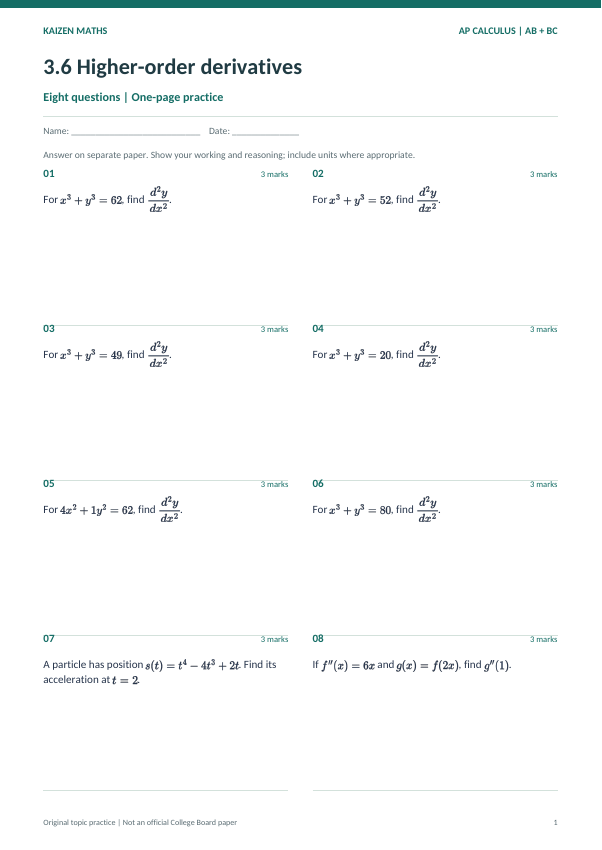 KAIZEN MATHS
AP CALCULUS | AB + BC
3.6 Higher-order derivatives
Eight questions | One-page practice
Name: ______________________________ Date: _____________
Answer on separate paper. Show your working and reasoning; include units where appropriate.
01 3 marks
For x³ + y³ = 62, find d²y/dx².
02 3 marks
For x³ + y³ = 52, find d²y/dx².
03 3 marks
For x³ + y³ = 49, find d²y/dx².
04 3 marks
For x³ + y³ = 20, find d²y/dx².
05 3 marks
For 4x² + 1y² = 62, find d²y/dx².
06 3 marks
For x³ + y³ = 80, find d²y/dx².
07 3 marks
A particle has position s(t) = t⁴ − 4t³ + 2t. Find its
acceleration at t = 2.
08 3 marks
If f″(x) = 6x and g(x) = f(2x), find g″(1).
Original topic practice | Not an official College Board paper
1